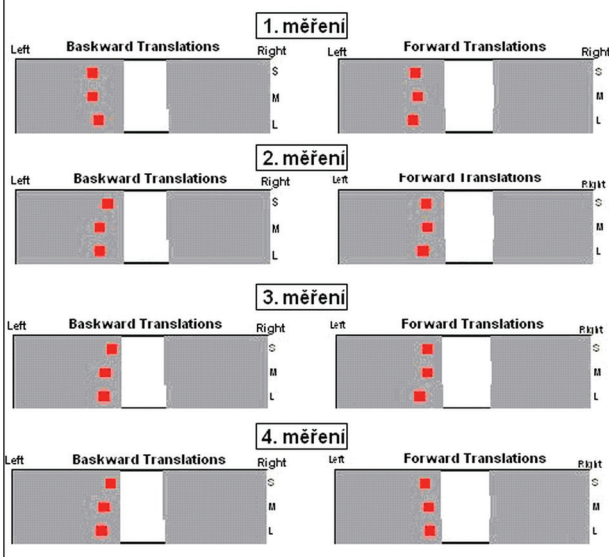 1. měření
Left Baskward Translations Right Left Forward Translations Right
S S
M M
L L
2. měření
Left Baskward Translations Right Left Forward Translations Right
S S
M M
L L
3. měření
Left Baskward Translations Right Left Forward Translations Right
S S
M M
L L
4. měření
Left Baskward Translations Right Left Forward Translations Right
S S
M M
L L